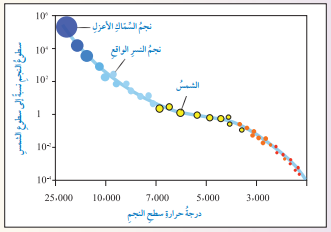 نجمُ السِّمَاكِ الأعزلِ
نجمُ النسرِ الواقعِ
الشمسُ
سطوعُ النجمِ نسبةً إلى سطوعِ الشمسِ
10⁶
10⁴
10²
1
10⁻²
10⁻⁴
25,000 10,000 7,000 5,000 3,000
درجةُ حرارةِ سطحِ النجمِ